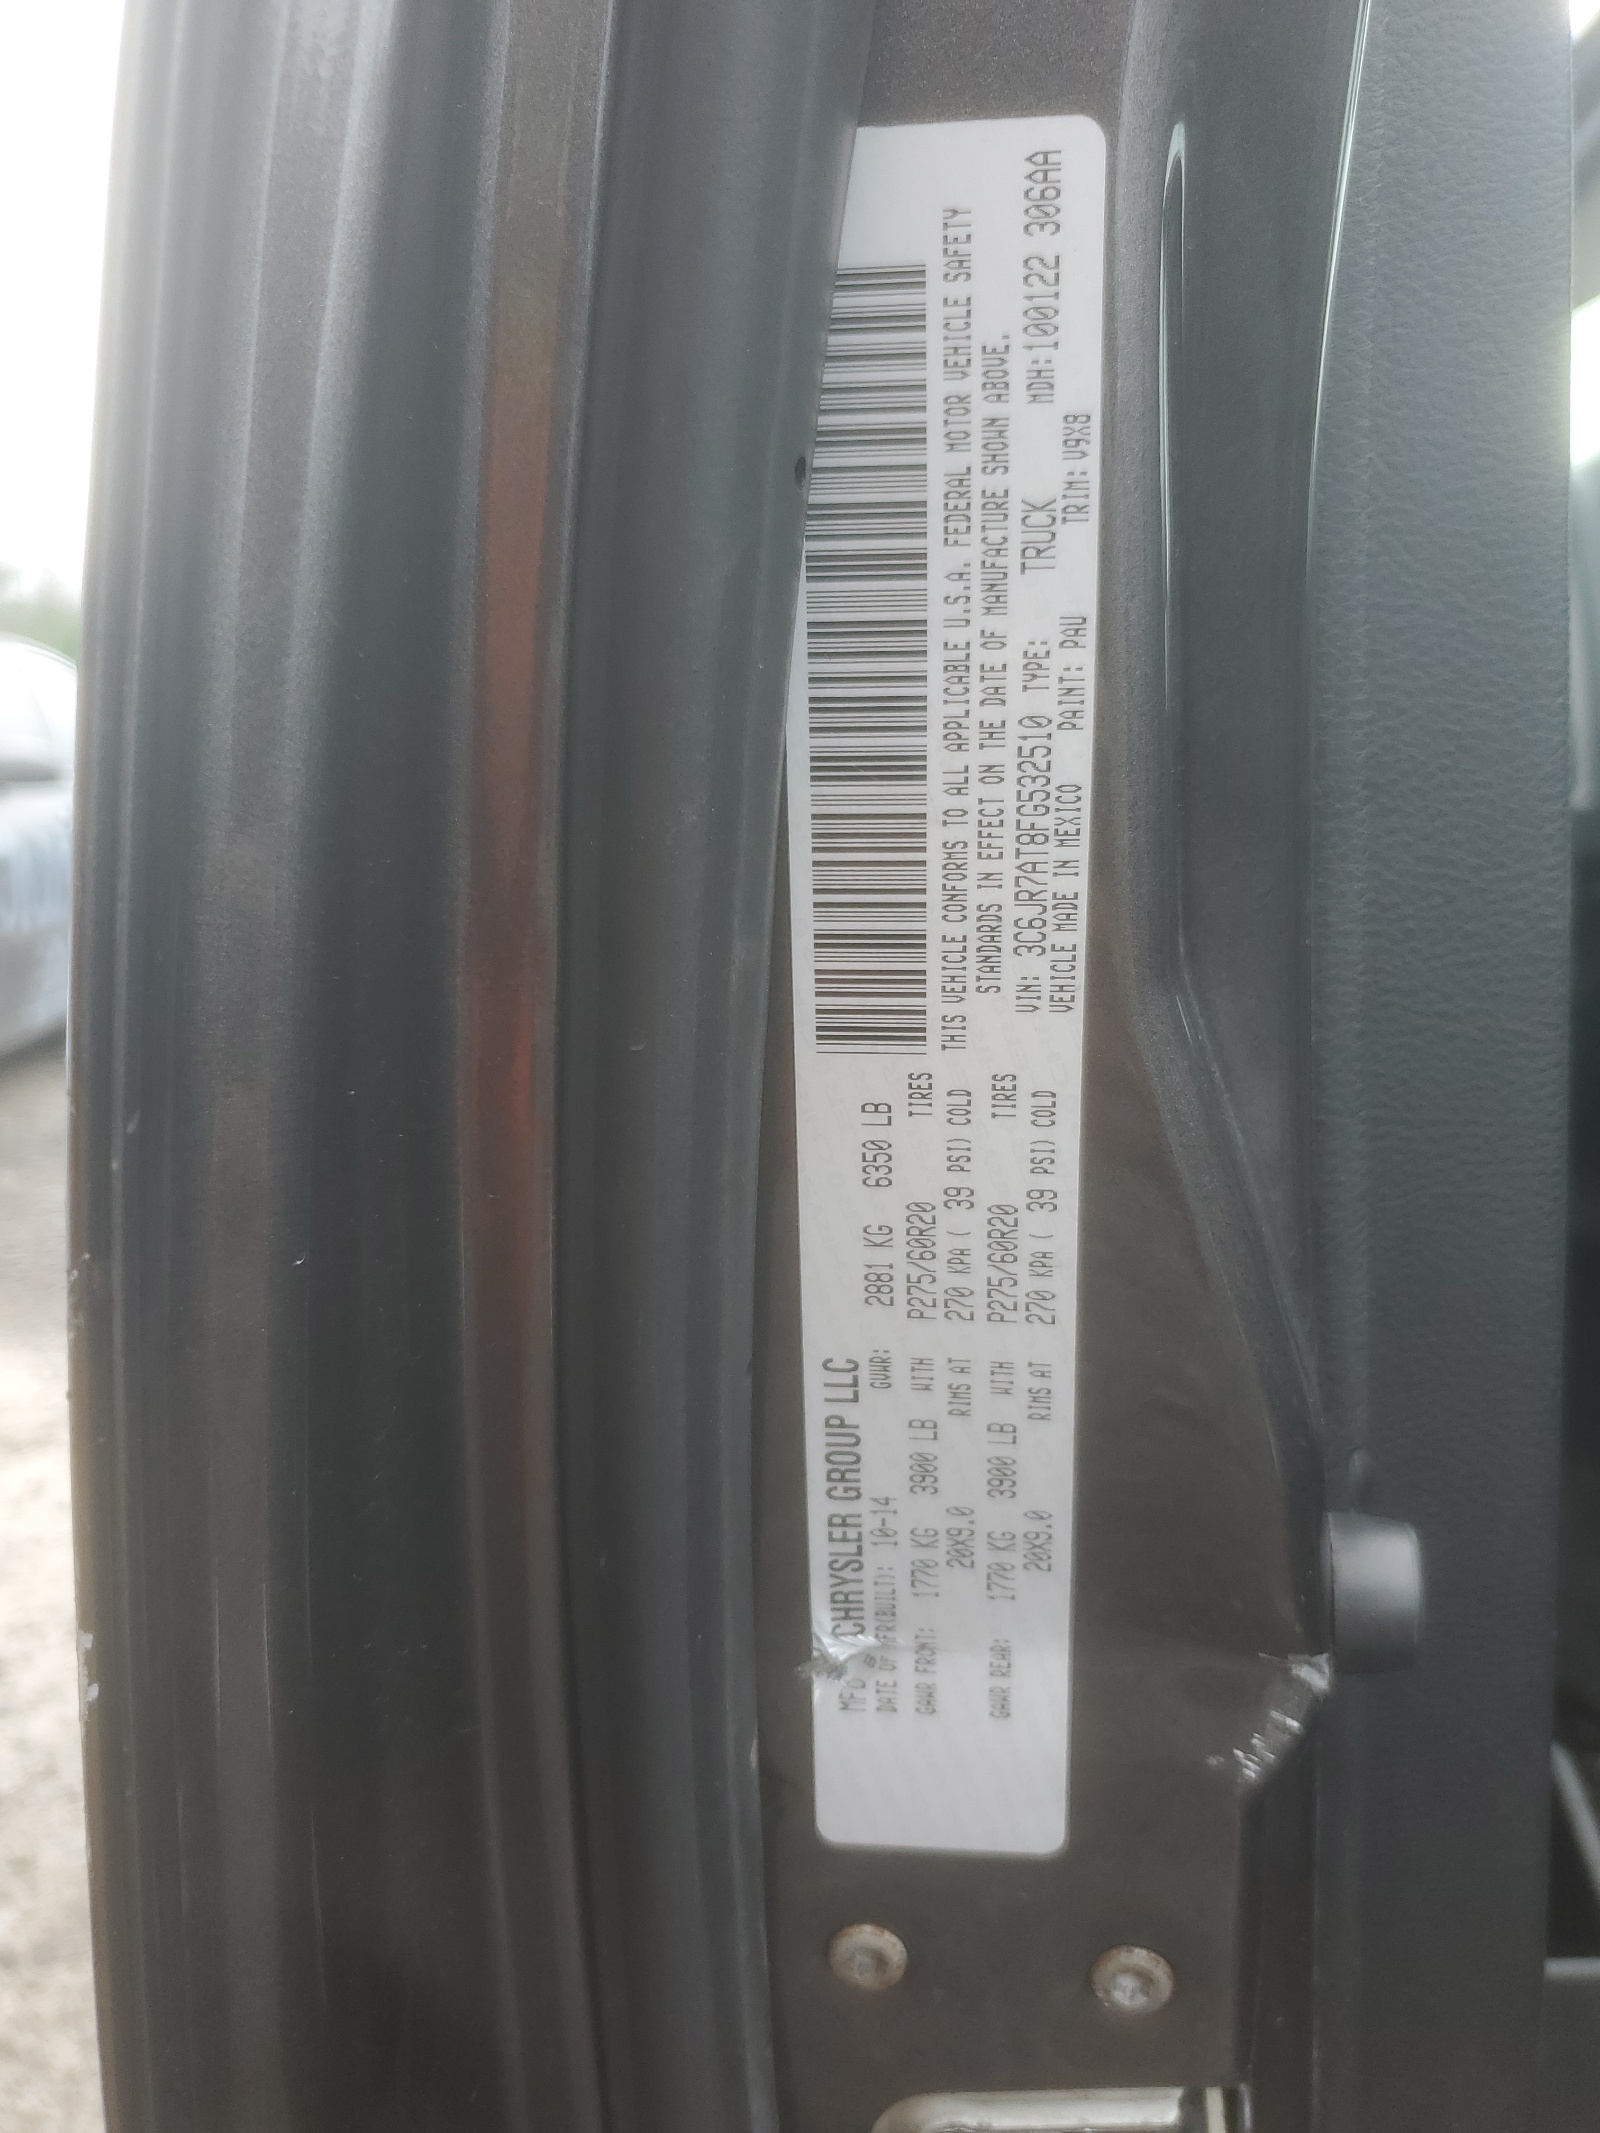 MFD BY CHRYSLER GROUP LLC
DATE OF MFR(BUILT): 10-14 GVWR: 2881 KG 6350 LB
GAWR FRONT: 1770 KG 3900 LB WITH P275/60R20 TIRES
20X9.0 RIMS AT 270 KPA ( 39 PSI) COLD
GAWR REAR: 1770 KG 3900 LB WITH P275/60R20 TIRES
20X9.0 RIMS AT 270 KPA ( 39 PSI) COLD
THIS VEHICLE CONFORMS TO ALL APPLICABLE U.S.A. FEDERAL MOTOR VEHICLE SAFETY
STANDARDS IN EFFECT ON THE DATE OF MANUFACTURE SHOWN ABOVE.
VIN: 3C6JR7AT8FG532510 TYPE: TRUCK MDH:100122 306AA
VEHICLE MADE IN MEXICO PAINT: PAU TRIM: V9X8